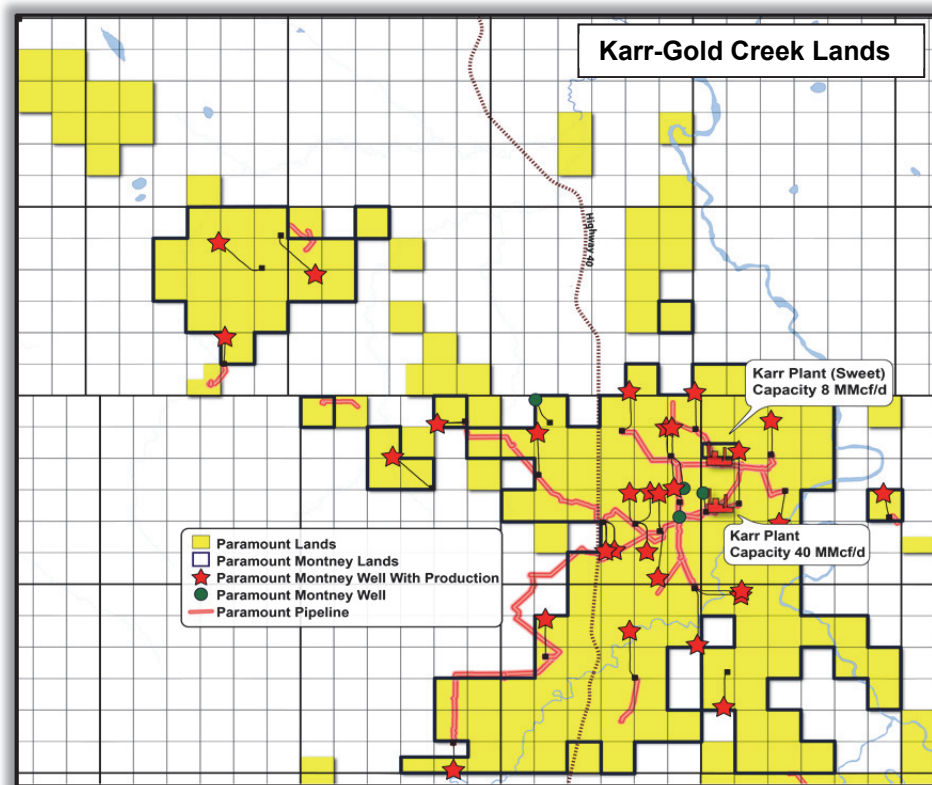 Karr-Gold Creek Lands
Highway 40
Karr Plant (Sweet)
Capacity 8 MMcf/d
Karr Plant
Capacity 40 MMcf/d
Paramount Lands
Paramount Montney Lands
Paramount Montney Well With Production
Paramount Montney Well
Paramount Pipeline